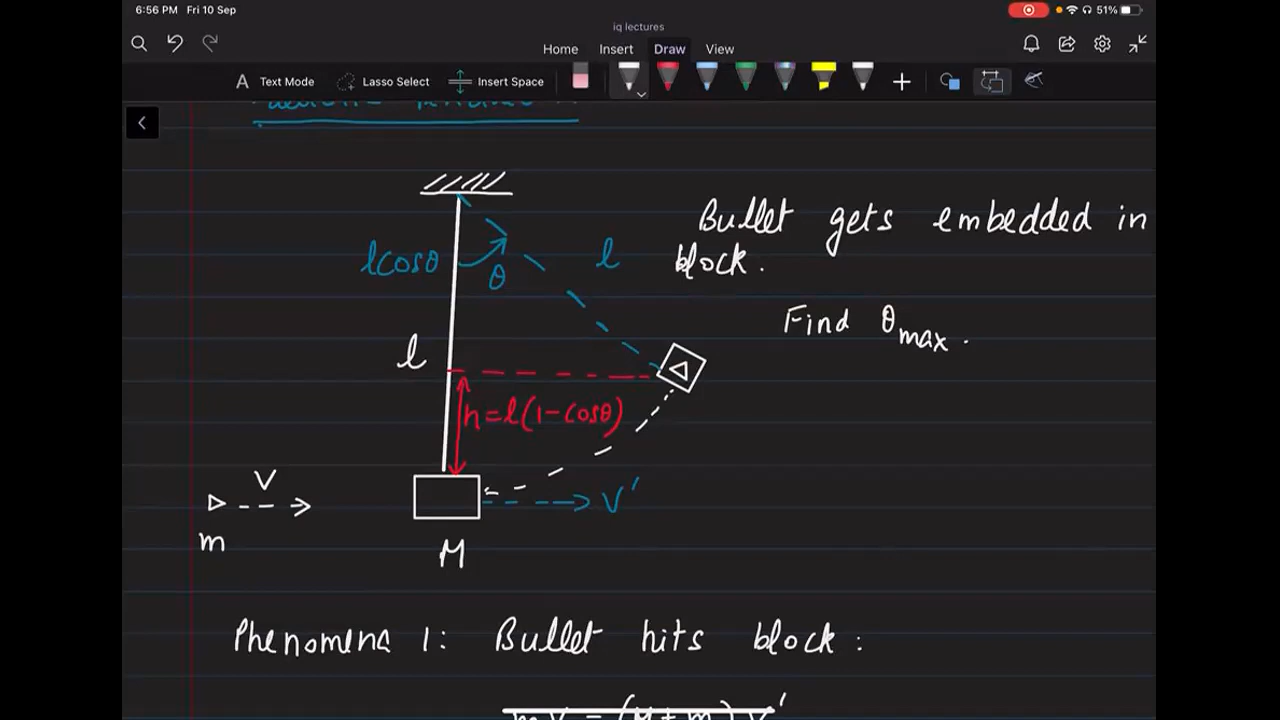 6:56 PM Fri 10 Sep
51%
iq lectures
Home Insert Draw View
A Text Mode Lasso Select Insert Space
lcosθ
θ
l
Bullet gets embedded in
block.
Find θmax.
l
h=l(1-cosθ)
V
V'
m
M
Phenomena 1: Bullet hits block:
mV = (M+m) V'